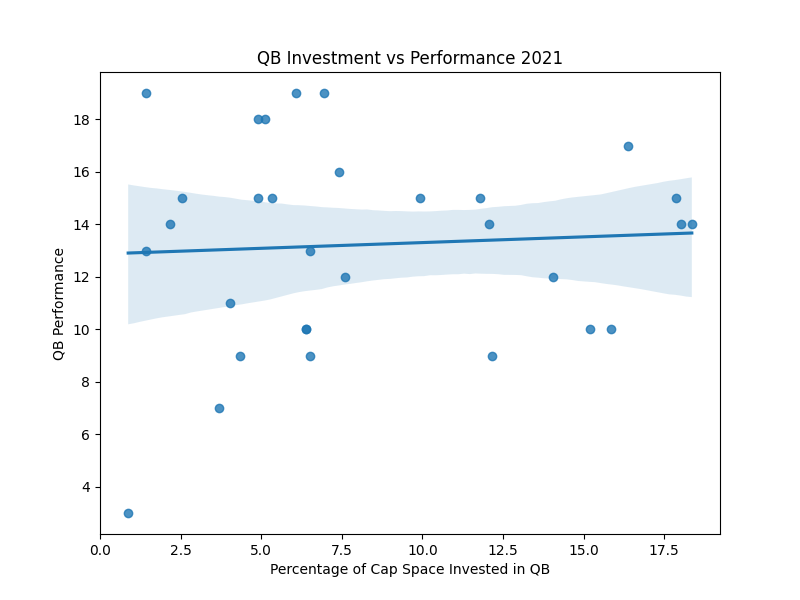 QB Investment vs Performance 2021
18
16
14
12
10
8
6
4
QB Performance
0.0 2.5 5.0 7.5 10.0 12.5 15.0 17.5
Percentage of Cap Space Invested in QB